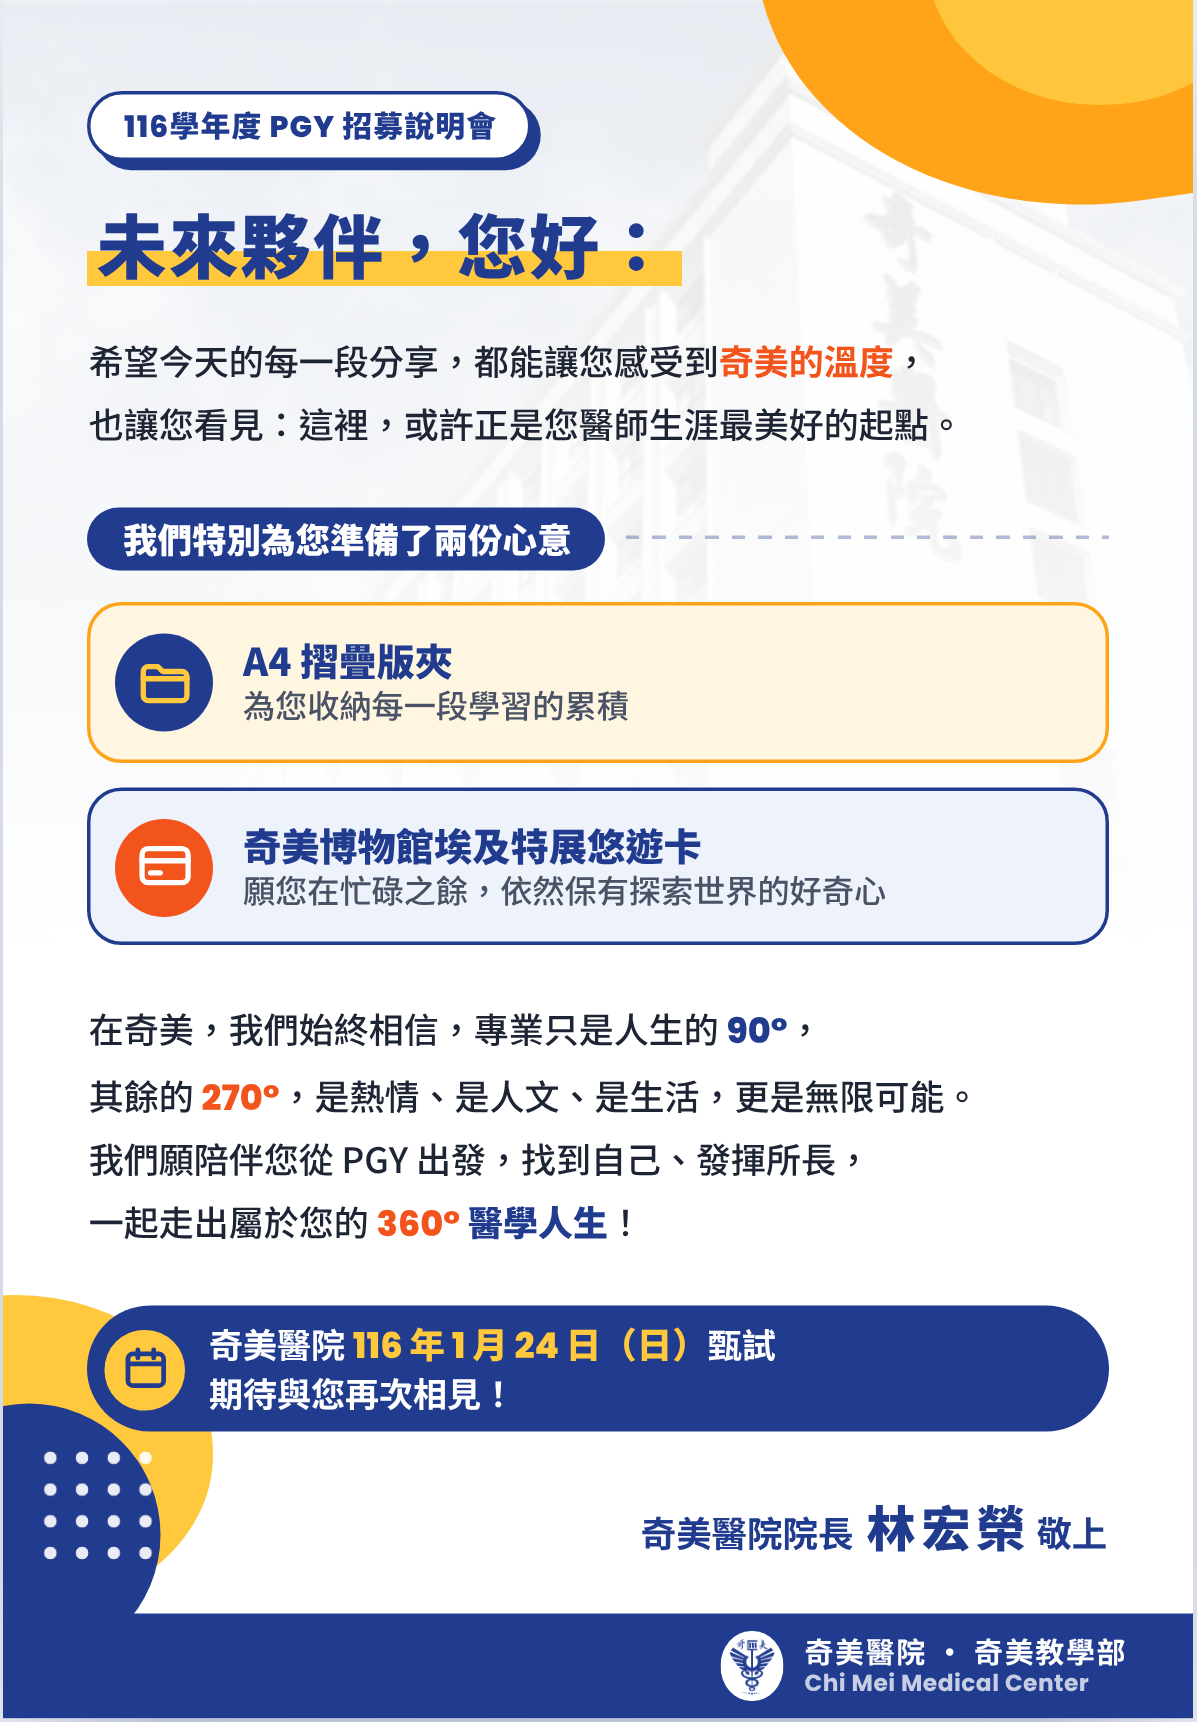 116學年度 PGY 招募說明會
未來夥伴，您好：
希望今天的每一段分享，都能讓您感受到奇美的溫度，
也讓您看見：這裡，或許正是您醫師生涯最美好的起點。
我們特別為您準備了兩份心意
A4 摺疊版夾
為您收納每一段學習的累積
奇美博物館埃及特展悠遊卡
願您在忙碌之餘，依然保有探索世界的好奇心
在奇美，我們始終相信，專業只是人生的 90°，
其餘的 270°，是熱情、是人文、是生活，更是無限可能。
我們願陪伴您從 PGY 出發，找到自己、發揮所長，
一起走出屬於您的 360° 醫學人生！
奇美醫院 116 年 1 月 24 日（日）甄試
期待與您再次相見！
奇美醫院院長 林宏榮 敬上
奇美醫院 · 奇美教學部
Chi Mei Medical Center
奇美醫院